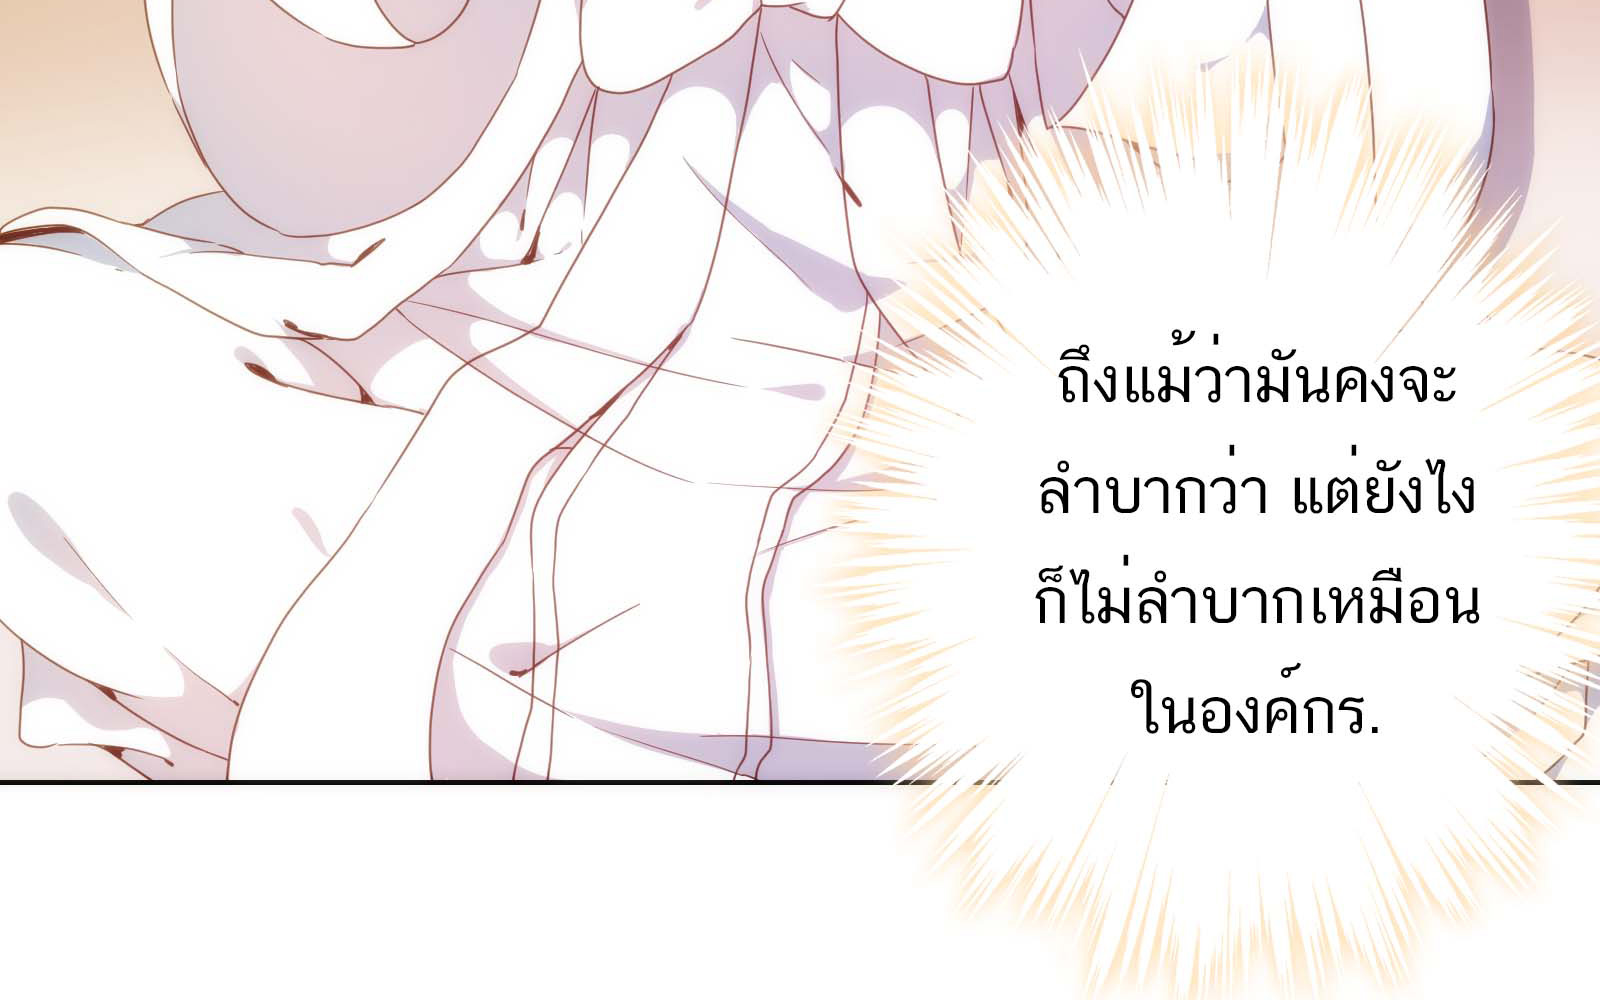 ถึงแม้ว่ามันคงจะ
ลำบากว่า แต่ยังไง
ก็ไม่ลำบากเหมือน
ในองค์กร.